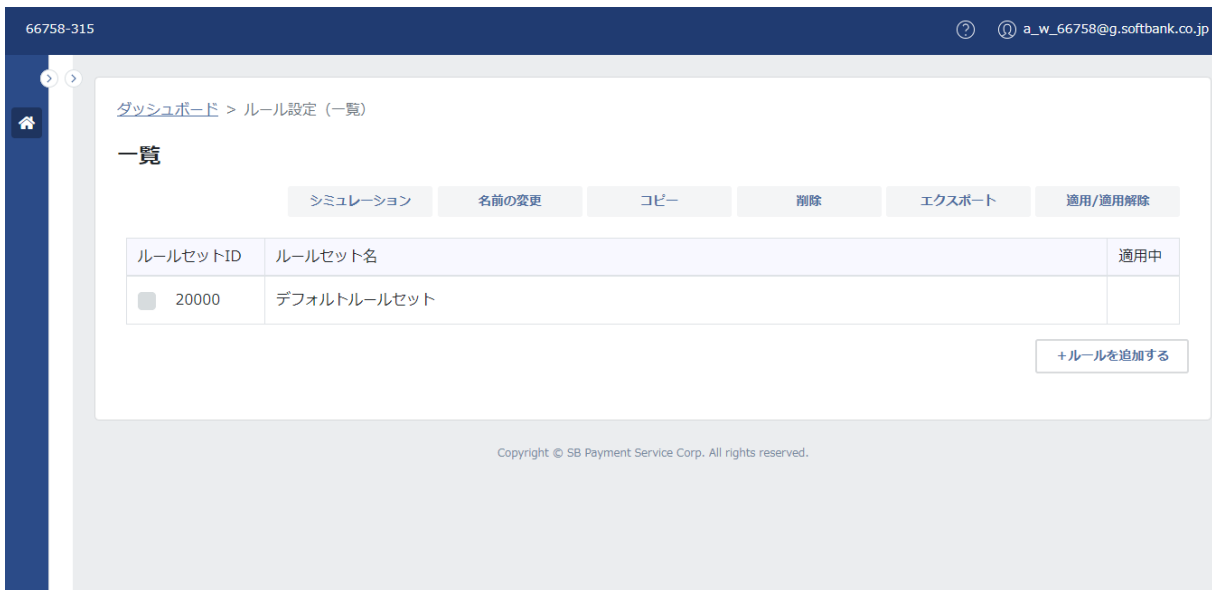 66758-315
a_w_66758@g.softbank.co.jp
ダッシュボード > ルール設定（一覧）
一覧
シミュレーション 名前の変更 コピー 削除 エクスポート 適用/適用解除
ルールセットID ルールセット名 適用中
20000 デフォルトルールセット
+ルールを追加する
Copyright © SB Payment Service Corp. All rights reserved.